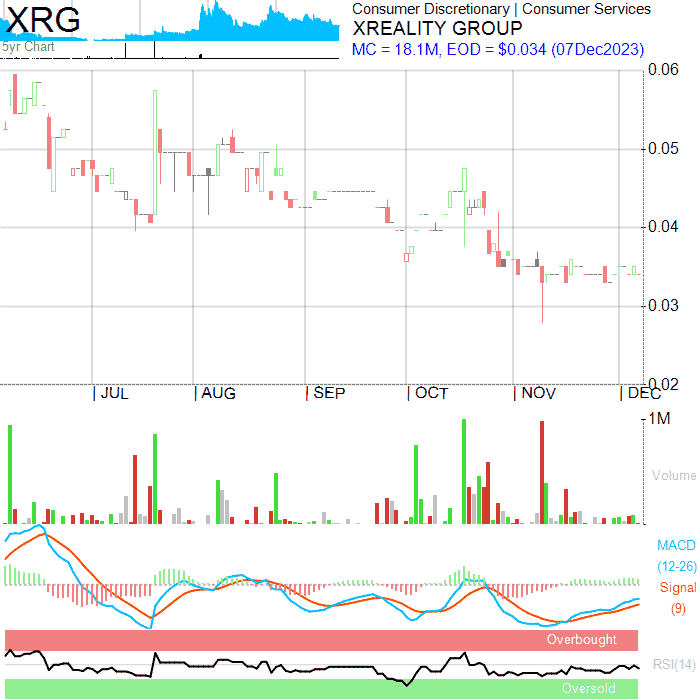 XRG
Consumer Discretionary | Consumer Services
XREALITY GROUP
5yr Chart
MC = 18.1M, EOD = $0.034 (07Dec2023)
0.06
0.05
0.04
0.03
0.02
| JUL | AUG | SEP | OCT | NOV | DEC
1M
Volume
MACD
(12-26)
Signal
(9)
Overbought
RSI(14)
Oversold